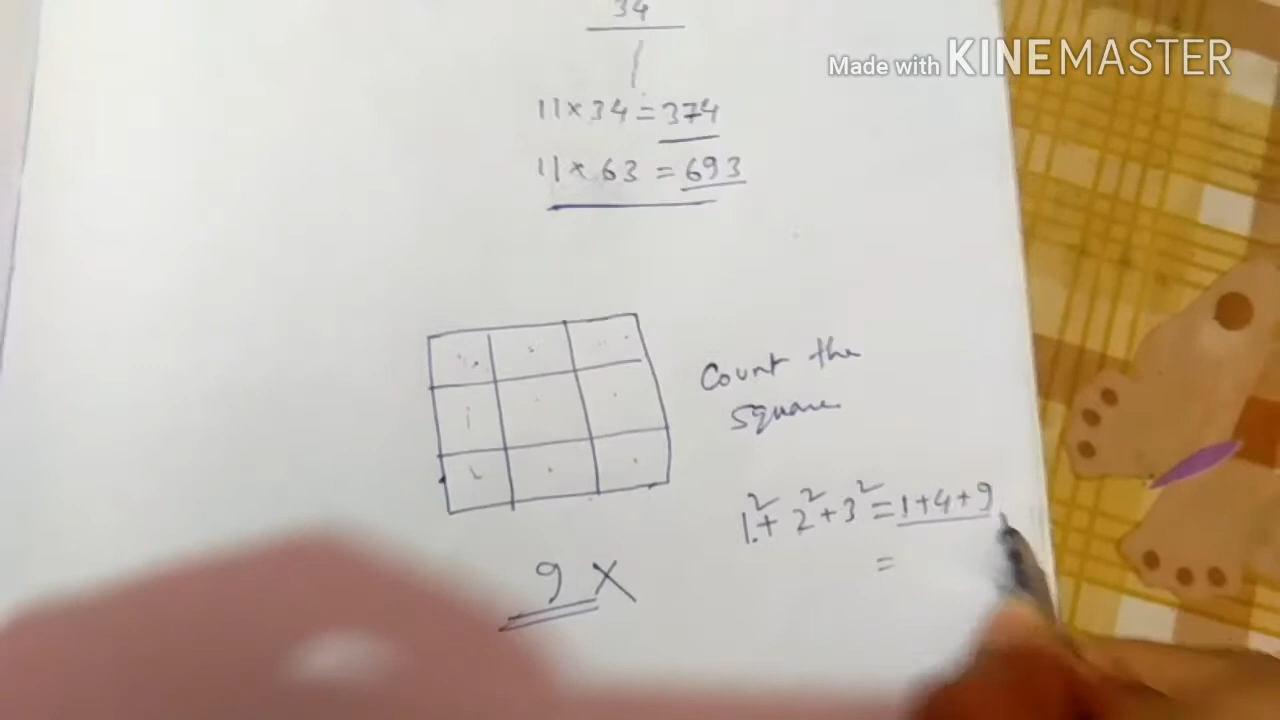 34
Made with KINEMASTER
11×34=374
11×63=693
Count the
square
1²+2²+3²=1+4+9
=
9 X